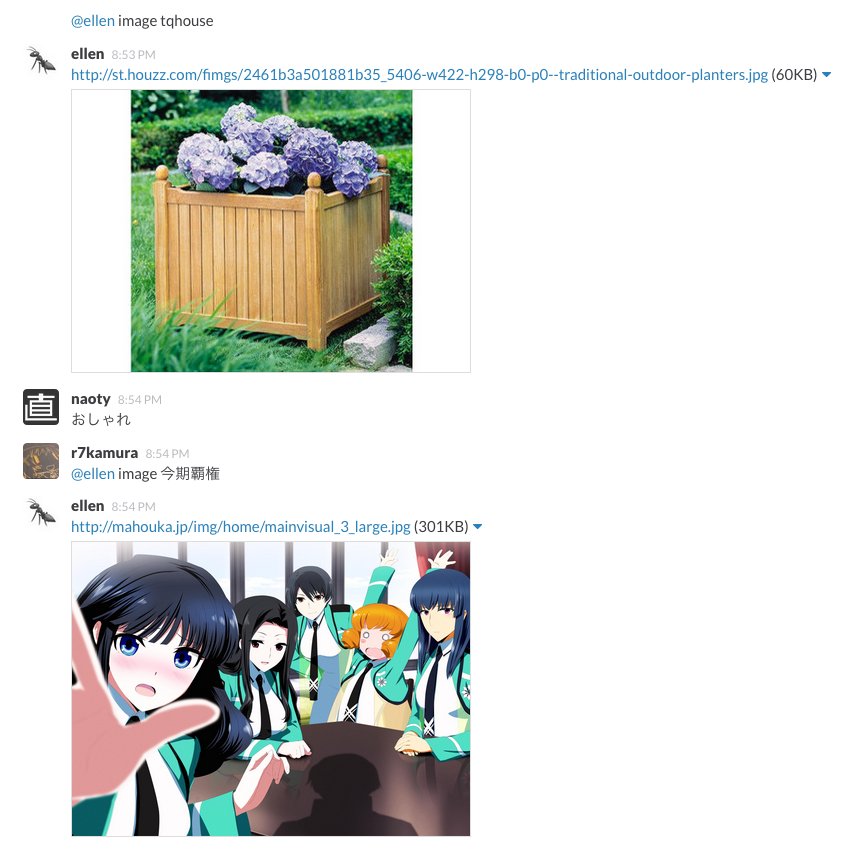 @ellen image tqhouse
ellen 8:53 PM
http://st.houzz.com/fimgs/2461b3a501881b35_5406-w422-h298-b0-p0--traditional-outdoor-planters.jpg (60KB)
直
naoty 8:54 PM
おしゃれ
r7kamura 8:54 PM
@ellen image 今期覇権
ellen 8:54 PM
http://mahouka.jp/img/home/mainvisual_3_large.jpg (301KB)